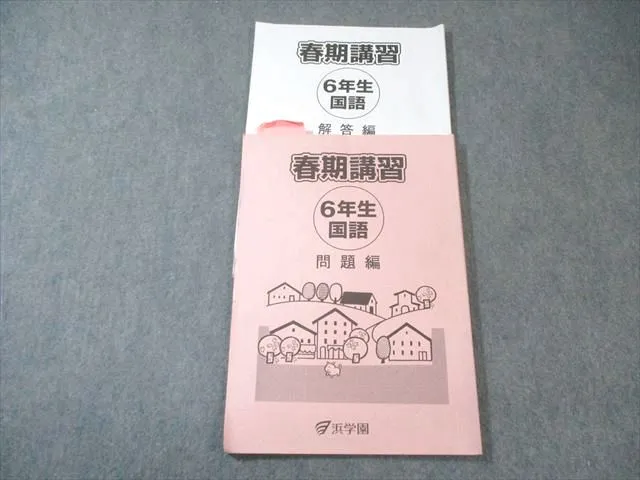 春期講習
6年生
国語
解答編
春期講習
6年生
国語
問題編
浜学園